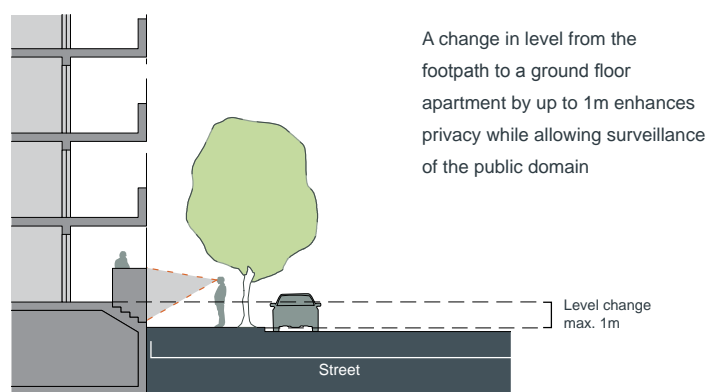 A change in level from the
footpath to a ground floor
apartment by up to 1m enhances
privacy while allowing surveillance
of the public domain
Level change
max. 1m
Street